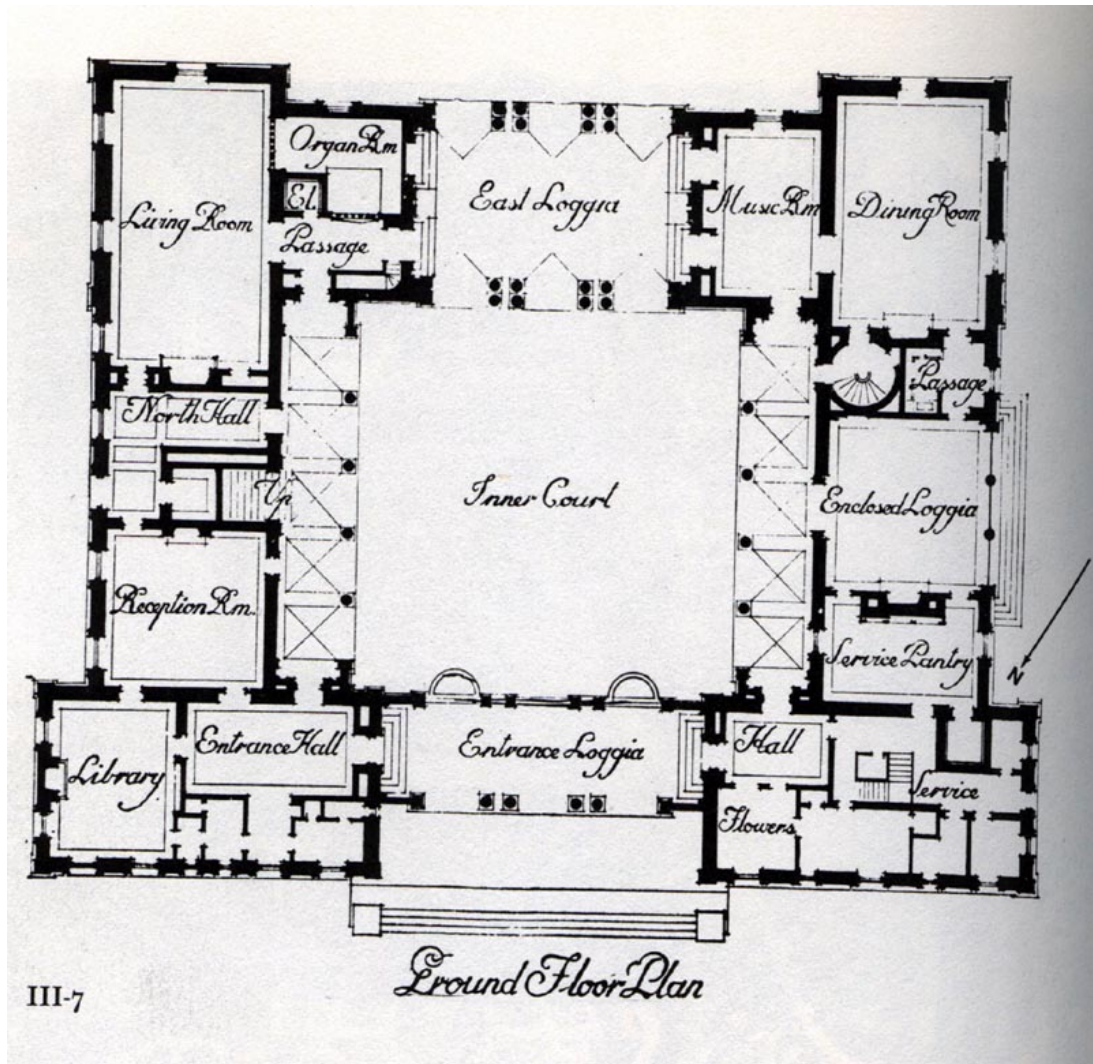 Organ Rm
El.
Living Room
East Loggia
Music Rm
Dining Room
Passage
Passage
North Hall
Up
Inner Court
Enclosed Loggia
Reception Rm.
Service Pantry
N
Entrance Hall
Entrance Loggia
Hall
Library
Service
Flowers
Ground Floor Plan
III-7